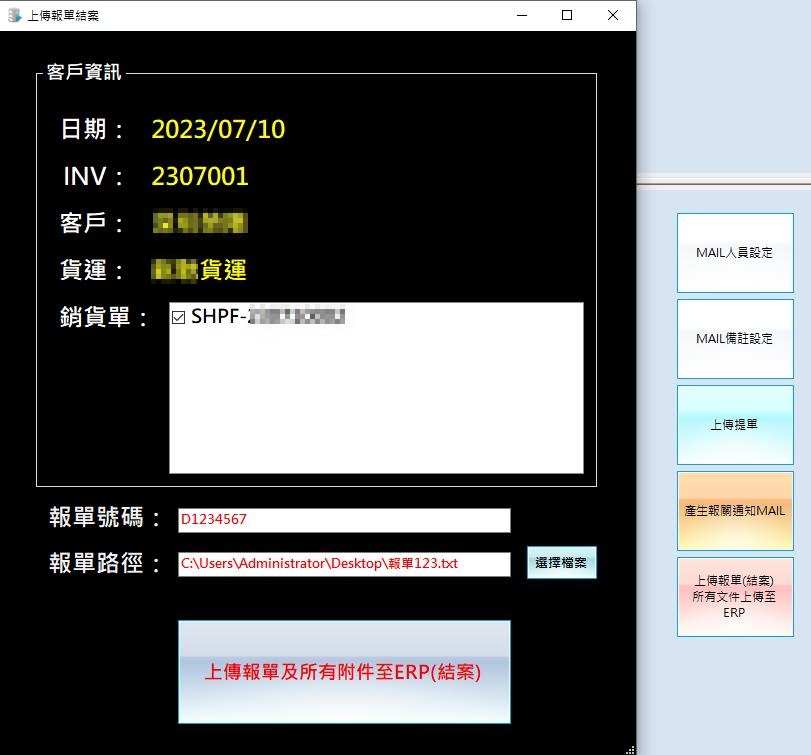 上傳報單結案
客戶資訊
日期：
2023/07/10
INV：
2307001
客戶：
貨運：
貨運
銷貨單：
SHPF-
報單號碼：
D1234567
報單路徑：
C:\Users\Administrator\Desktop\報單123.txt
選擇檔案
上傳報單及所有附件至ERP(結案)
MAIL人員設定
MAIL備註設定
上傳提單
產生報關通知MAIL
上傳報單(結案)
所有文件上傳至
ERP